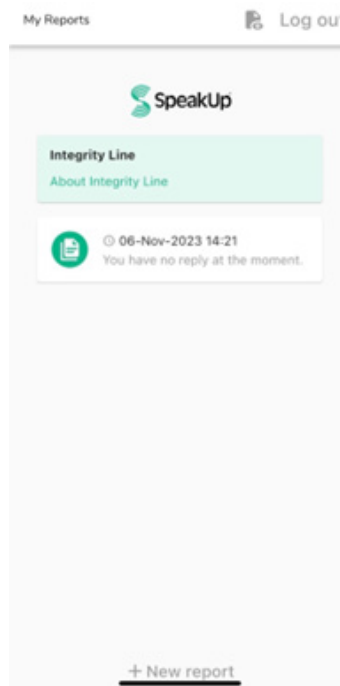 My Reports
Log out
SpeakUp
Integrity Line
About Integrity Line
06-Nov-2023 14:21
You have no reply at the moment.
+ New report